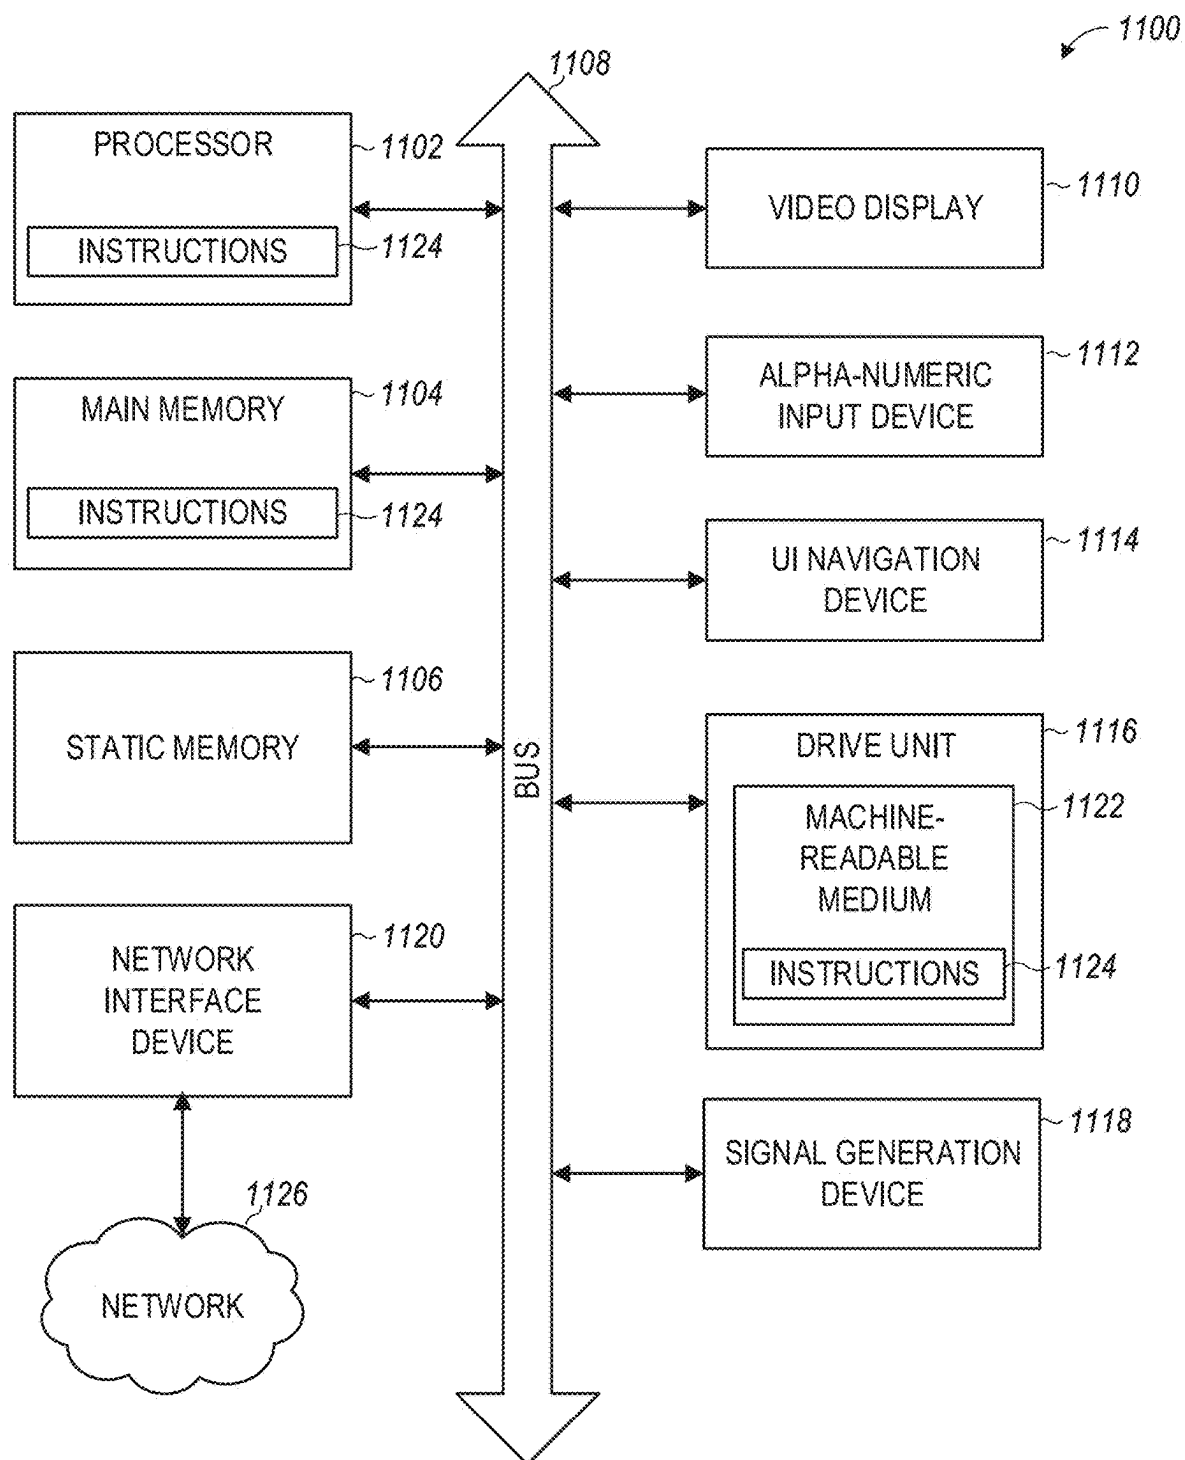 1100
1108
PROCESSOR
1102
INSTRUCTIONS
1124
MAIN MEMORY
1104
INSTRUCTIONS
1124
STATIC MEMORY
1106
NETWORK
INTERFACE
DEVICE
1120
1126
NETWORK
BUS
VIDEO DISPLAY
1110
ALPHA-NUMERIC
INPUT DEVICE
1112
UI NAVIGATION
DEVICE
1114
DRIVE UNIT
1116
MACHINE-
READABLE
MEDIUM
1122
INSTRUCTIONS
1124
SIGNAL GENERATION
DEVICE
1118